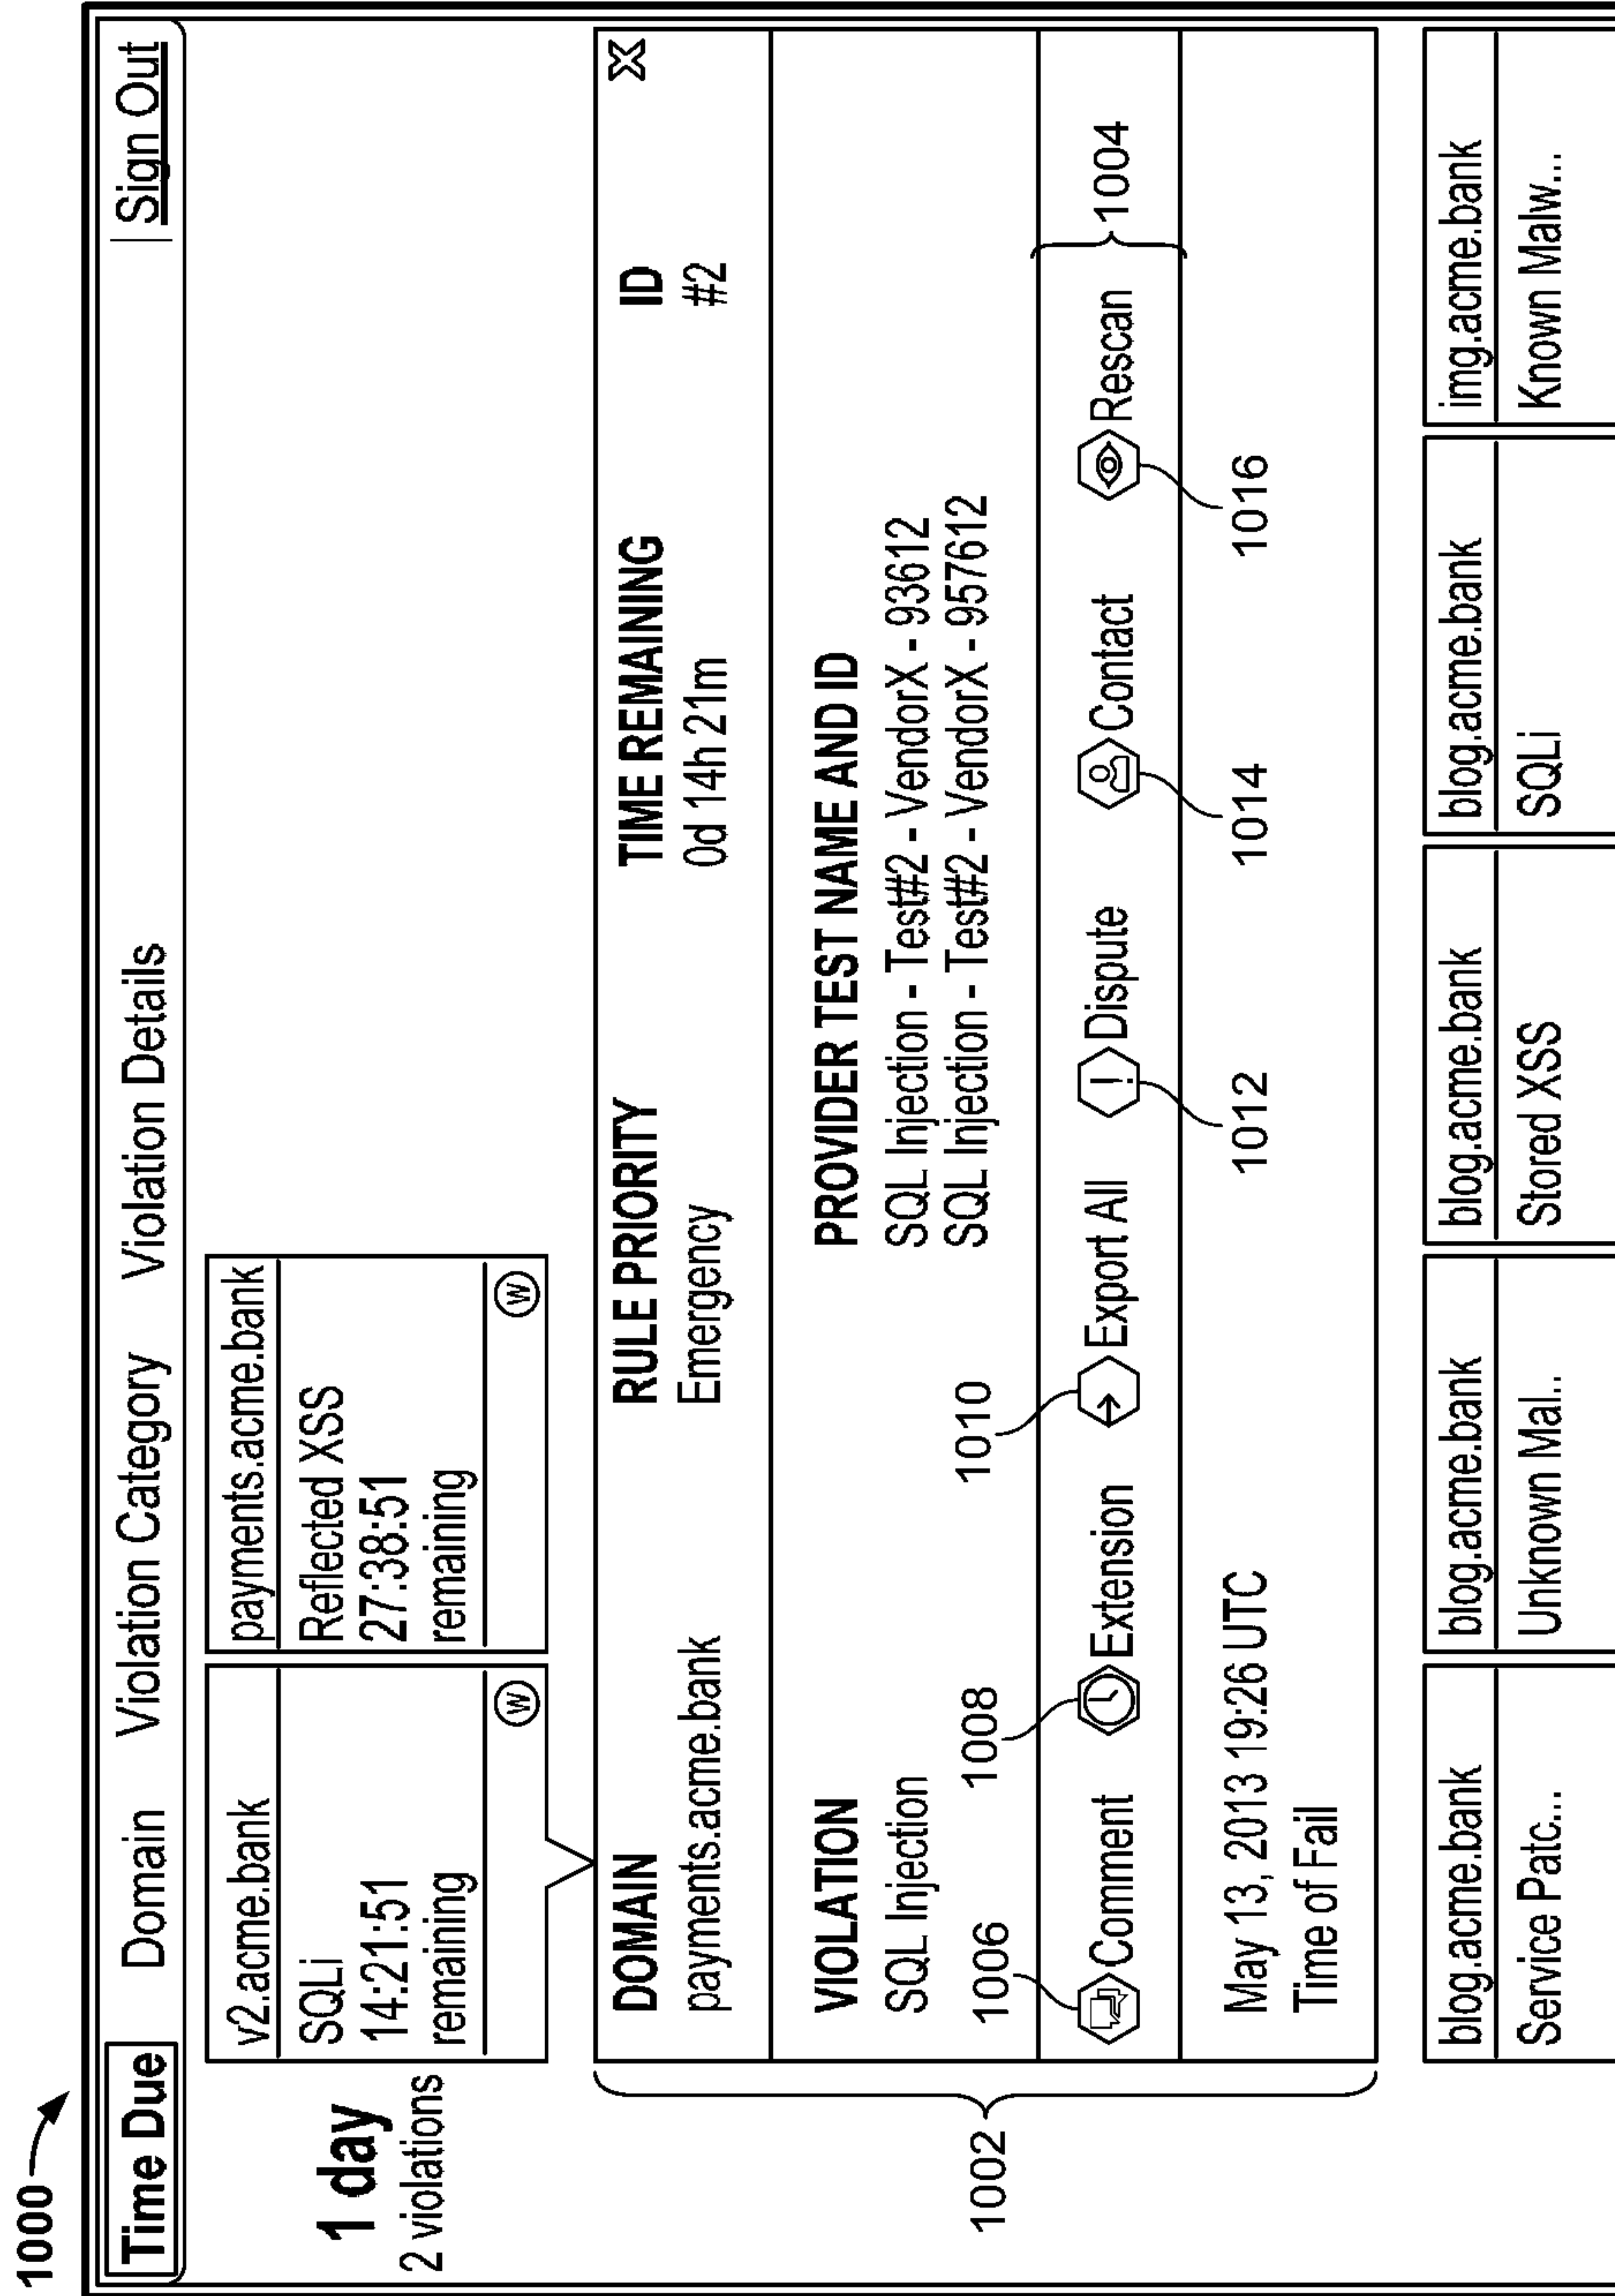 1000
Time Due Domain Violation Category Violation Details Sign Out
1 day
2 violations
v2.acme.bank
SQLi
14:21:51
remaining
W
payments.acme.bank
Reflected XSS
27:38:51
remaining
W
1002
DOMAIN RULE PRIORITY TIME REMAINING ID X
payments.acme.bank Emergency 0d 14h 21m #2
VIOLATION PROVIDER TEST NAME AND ID
SQL Injection SQL Injection - Test#2 - VendorX - 93612
SQL Injection - Test#2 - VendorX - 957612
1006 1008 1010
Comment Extension Export All ! Dispute Contact Rescan 1004
1012 1014 1016
May 13, 2013 19:26 UTC
Time of Fail
blog.acme.bank blog.acme.bank blog.acme.bank blog.acme.bank img.acme.bank
Service Patc... Unknown Mal.. Stored XSS SQLi Known Malw...